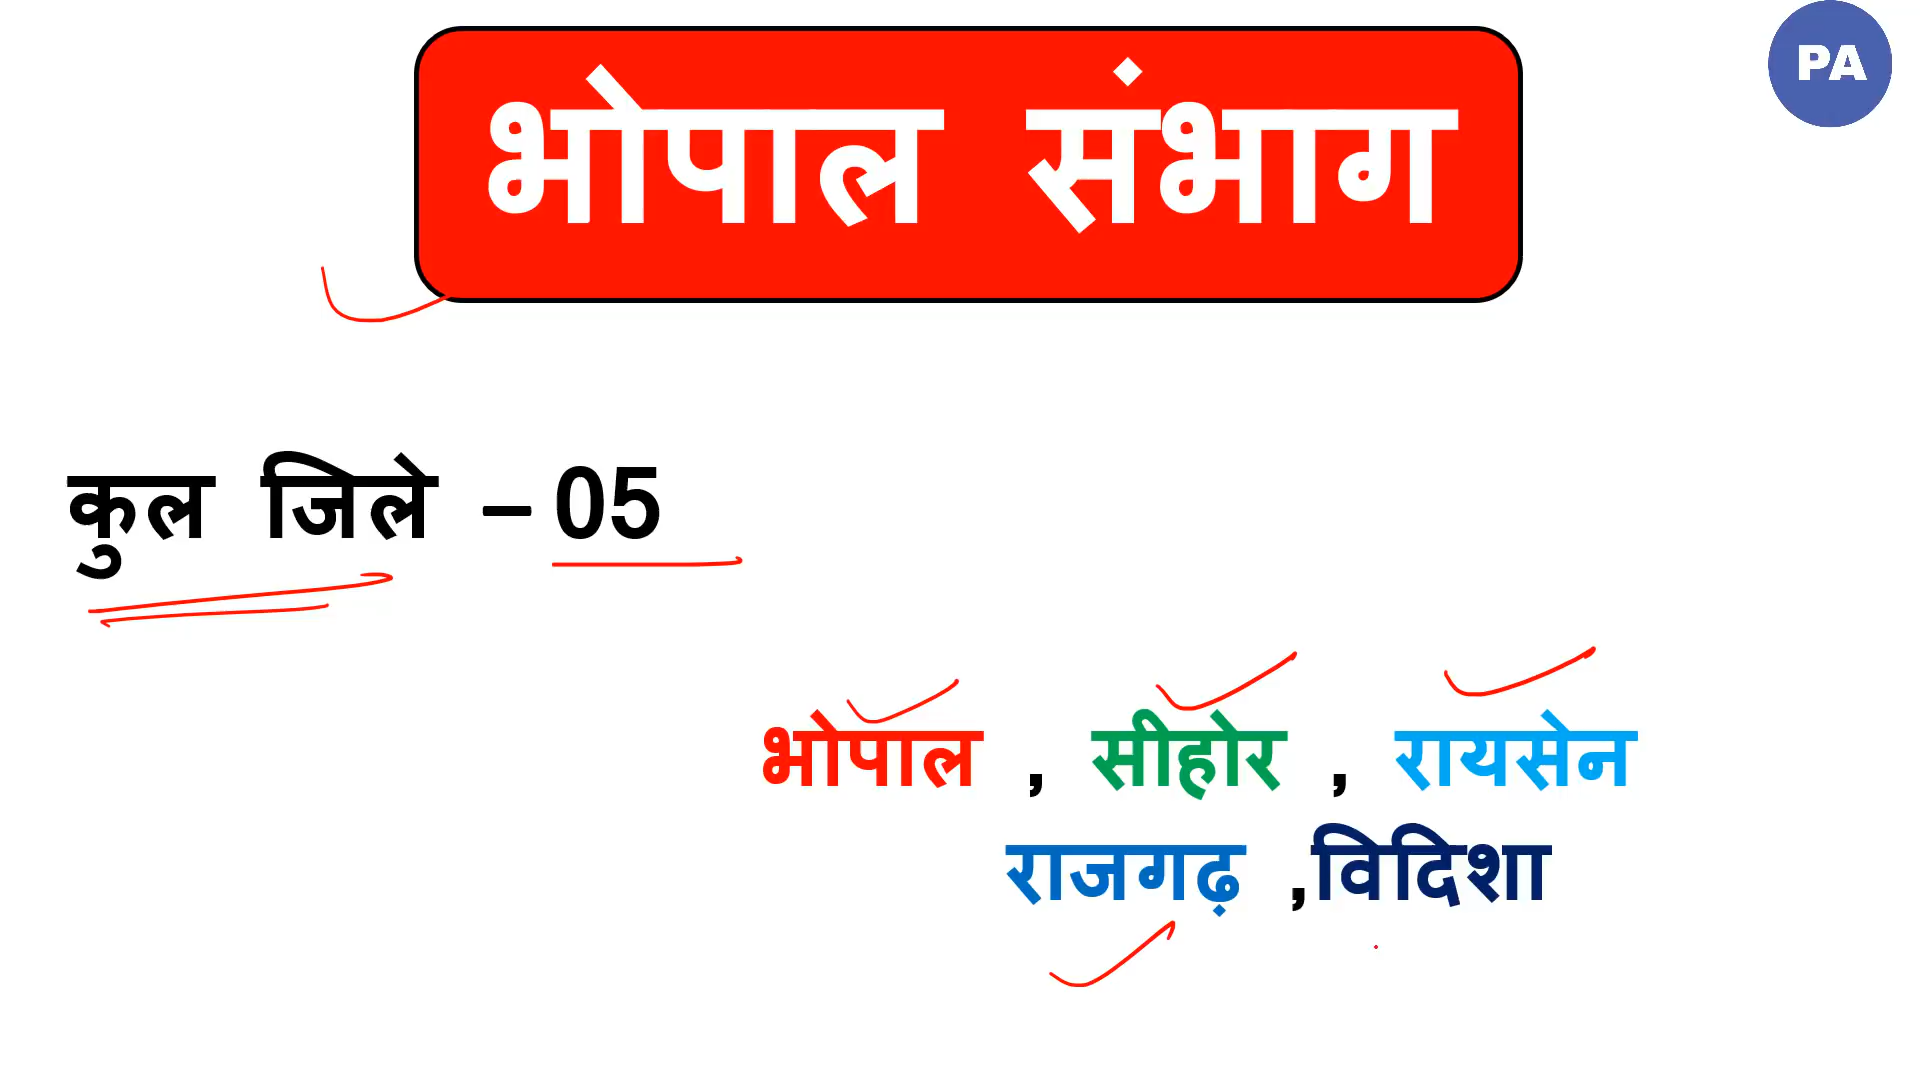 PA
भोपाल संभाग
कुल जिले – 05
भोपाल , सीहोर , रायसेन
राजगढ़ ,विदिशा